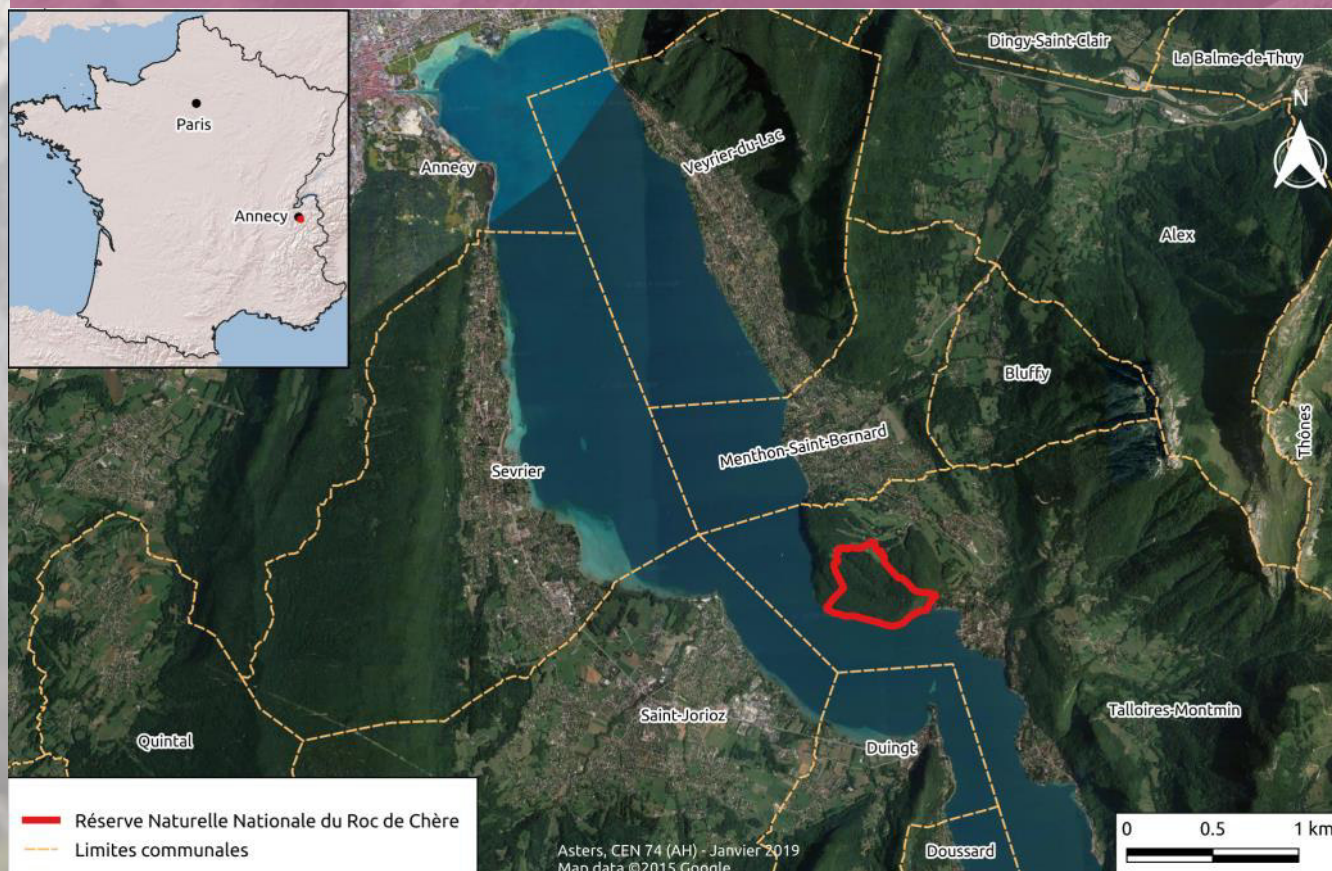 Paris
Annecy
Dingy-Saint-Clair
La Balme-de-Thuy
N
Annecy
Veyrier-du-Lac
Alex
Bluffy
Thônes
Menthon-Saint-Bernard
Sevrier
Saint-Jorioz
Talloires-Montmin
Quintal
Duingt
Doussard
Réserve Naturelle Nationale du Roc de Chère
Limites communales
Asters, CEN 74 (AH) - Janvier 2019
Map data ©2015 Google
0 0.5 1 km